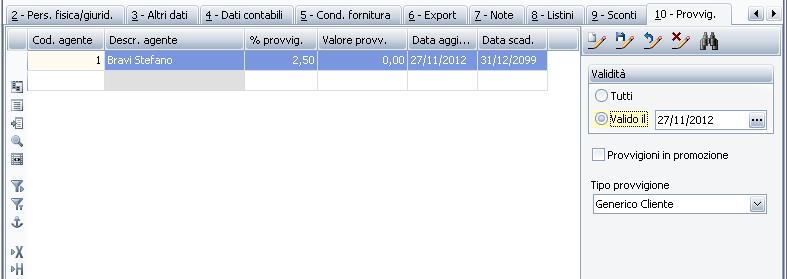 2 - Pers. fisica/giurid. 3 - Altri dati 4 - Dati contabili 5 - Cond. fornitura 6 - Export 7 - Note 8 - Listini 9 - Sconti 10 - Provvig.
Cod. agente Descr. agente % provvig. Valore provv. Data aggi... Data scad.
1 Bravi Stefano 2,50 0,00 27/11/2012 31/12/2099
Validità
Tutti
Valido il 27/11/2012 ...
Provvigioni in promozione
Tipo provvigione
Generico Cliente
X
H